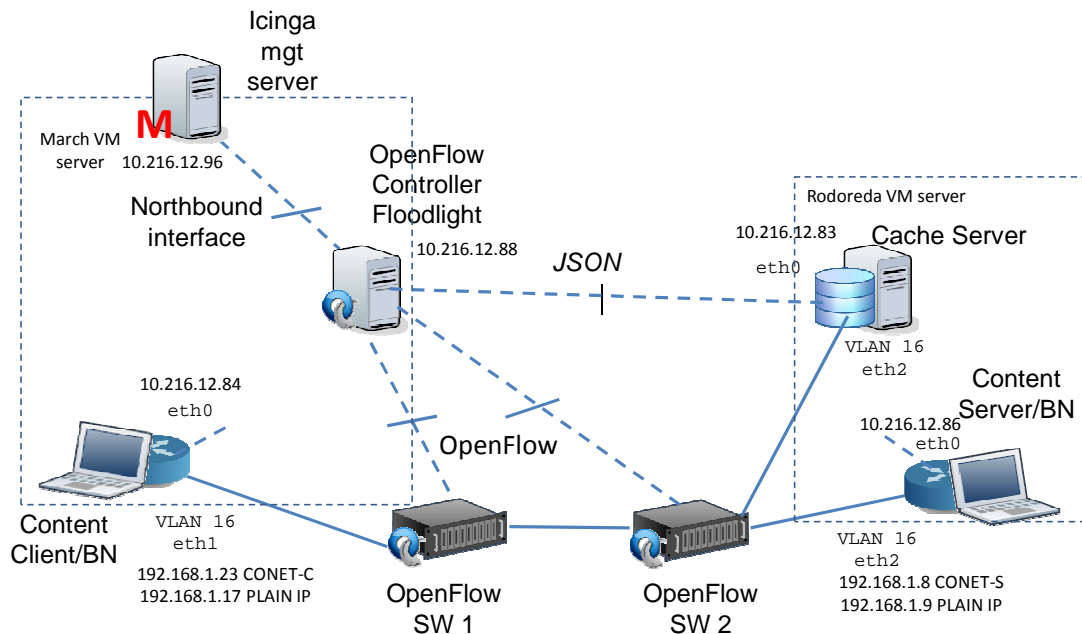 Icinga
mgt
server
M
March VM
server
10.216.12.96
Northbound
interface
OpenFlow
Controller
Floodlight
10.216.12.88
JSON
Rodoreda VM server
10.216.12.83
eth0
Cache Server
VLAN 16
eth2
10.216.12.84
eth0
OpenFlow
Content
Server/BN
10.216.12.86
eth0
Content
Client/BN
VLAN 16
eth1
192.168.1.23 CONET-C
192.168.1.17 PLAIN IP
OpenFlow
SW 1
OpenFlow
SW 2
VLAN 16
eth2
192.168.1.8 CONET-S
192.168.1.9 PLAIN IP